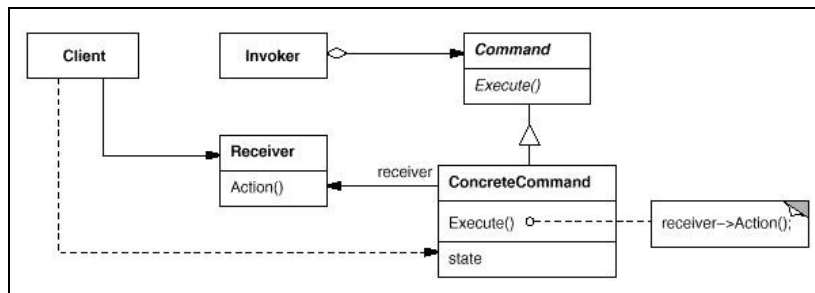 Client
Invoker
Command
Execute()
Receiver
Action()
receiver
ConcreteCommand
Execute()
state
receiver–>Action();